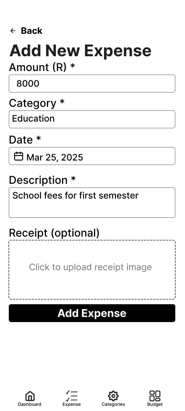 ← Back
Add New Expense
Amount (R) *
8000
Category *
Education
Date *
Mar 25, 2025
Description *
School fees for first semester
Receipt (optional)
Click to upload receipt image
Add Expense
Dashboard Expense Categories Budget